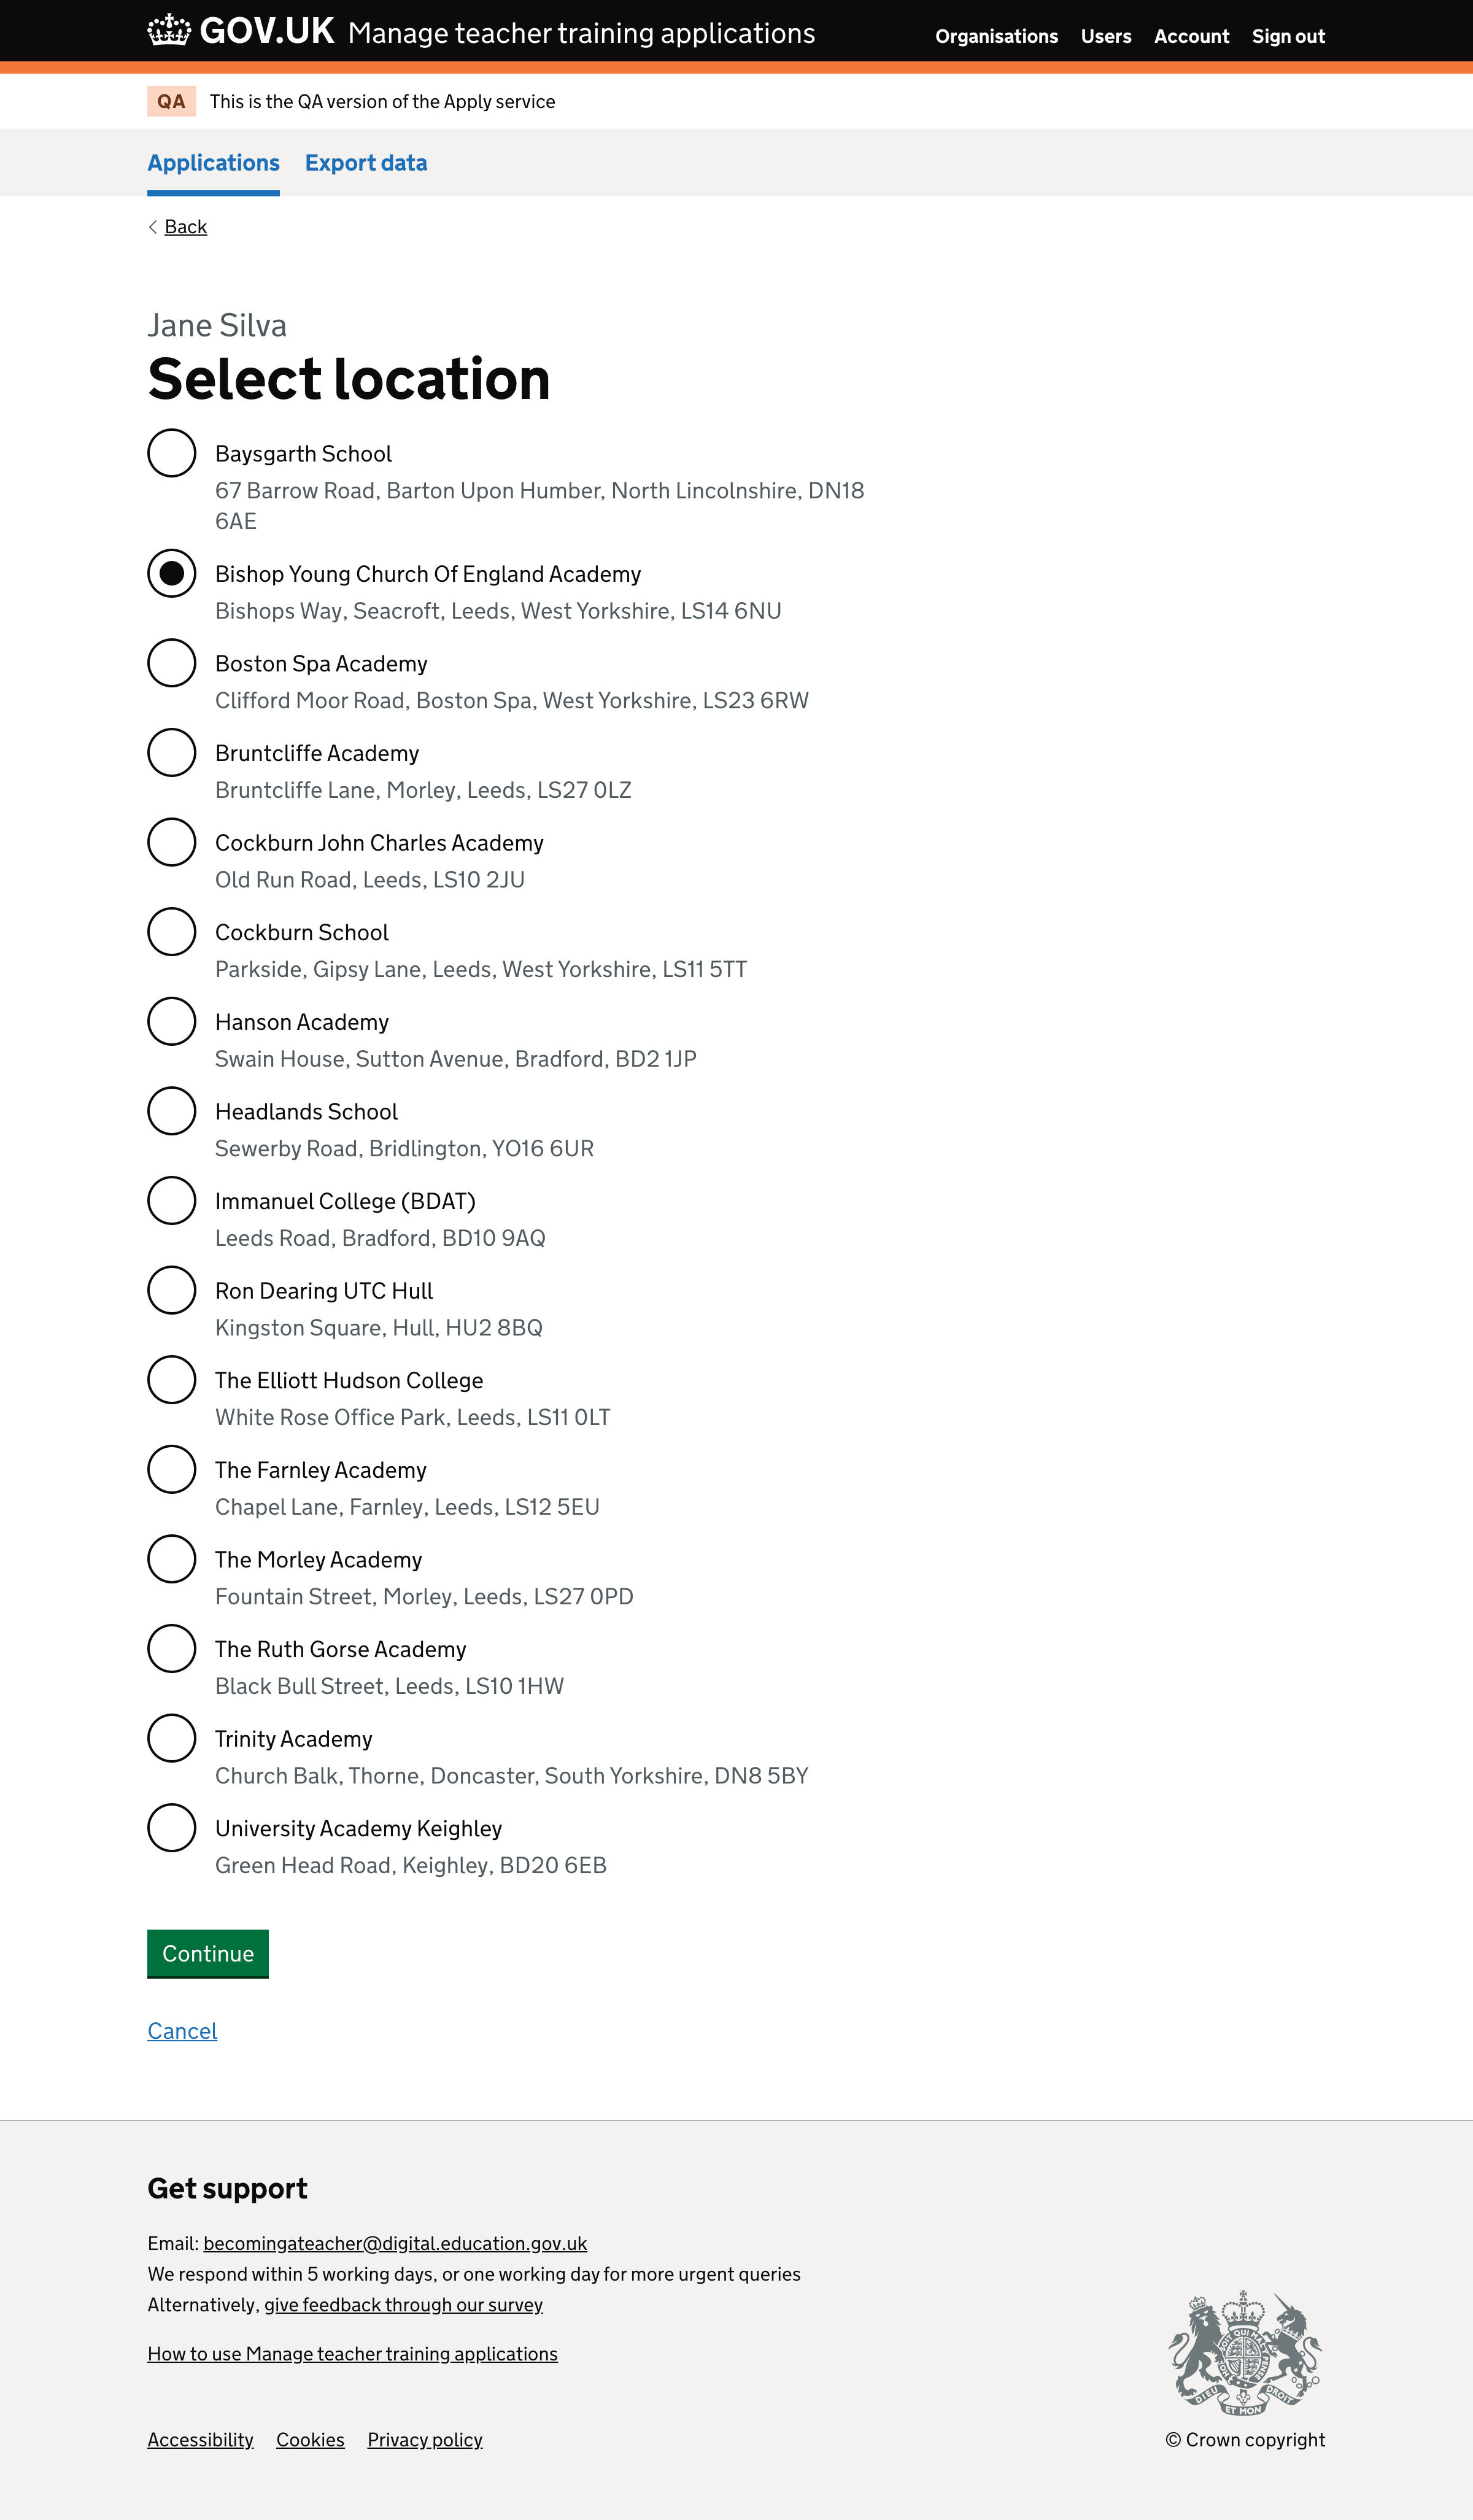 GOV.UK Manage teacher training applications
Organisations Users Account Sign out
QA This is the QA version of the Apply service
Applications Export data
Back
Jane Silva
Select location
Baysgarth School
67 Barrow Road, Barton Upon Humber, North Lincolnshire, DN18
6AE
Bishop Young Church Of England Academy
Bishops Way, Seacroft, Leeds, West Yorkshire, LS14 6NU
Boston Spa Academy
Clifford Moor Road, Boston Spa, West Yorkshire, LS23 6RW
Bruntcliffe Academy
Bruntcliffe Lane, Morley, Leeds, LS27 0LZ
Cockburn John Charles Academy
Old Run Road, Leeds, LS10 2JU
Cockburn School
Parkside, Gipsy Lane, Leeds, West Yorkshire, LS11 5TT
Hanson Academy
Swain House, Sutton Avenue, Bradford, BD2 1JP
Headlands School
Sewerby Road, Bridlington, YO16 6UR
Immanuel College (BDAT)
Leeds Road, Bradford, BD10 9AQ
Ron Dearing UTC Hull
Kingston Square, Hull, HU2 8BQ
The Elliott Hudson College
White Rose Office Park, Leeds, LS11 0LT
The Farnley Academy
Chapel Lane, Farnley, Leeds, LS12 5EU
The Morley Academy
Fountain Street, Morley, Leeds, LS27 0PD
The Ruth Gorse Academy
Black Bull Street, Leeds, LS10 1HW
Trinity Academy
Church Balk, Thorne, Doncaster, South Yorkshire, DN8 5BY
University Academy Keighley
Green Head Road, Keighley, BD20 6EB
Continue
Cancel
Get support
Email: becomingateacher@digital.education.gov.uk
We respond within 5 working days, or one working day for more urgent queries
Alternatively, give feedback through our survey
How to use Manage teacher training applications
DIEU ET MON DROIT
Accessibility Cookies Privacy policy
© Crown copyright